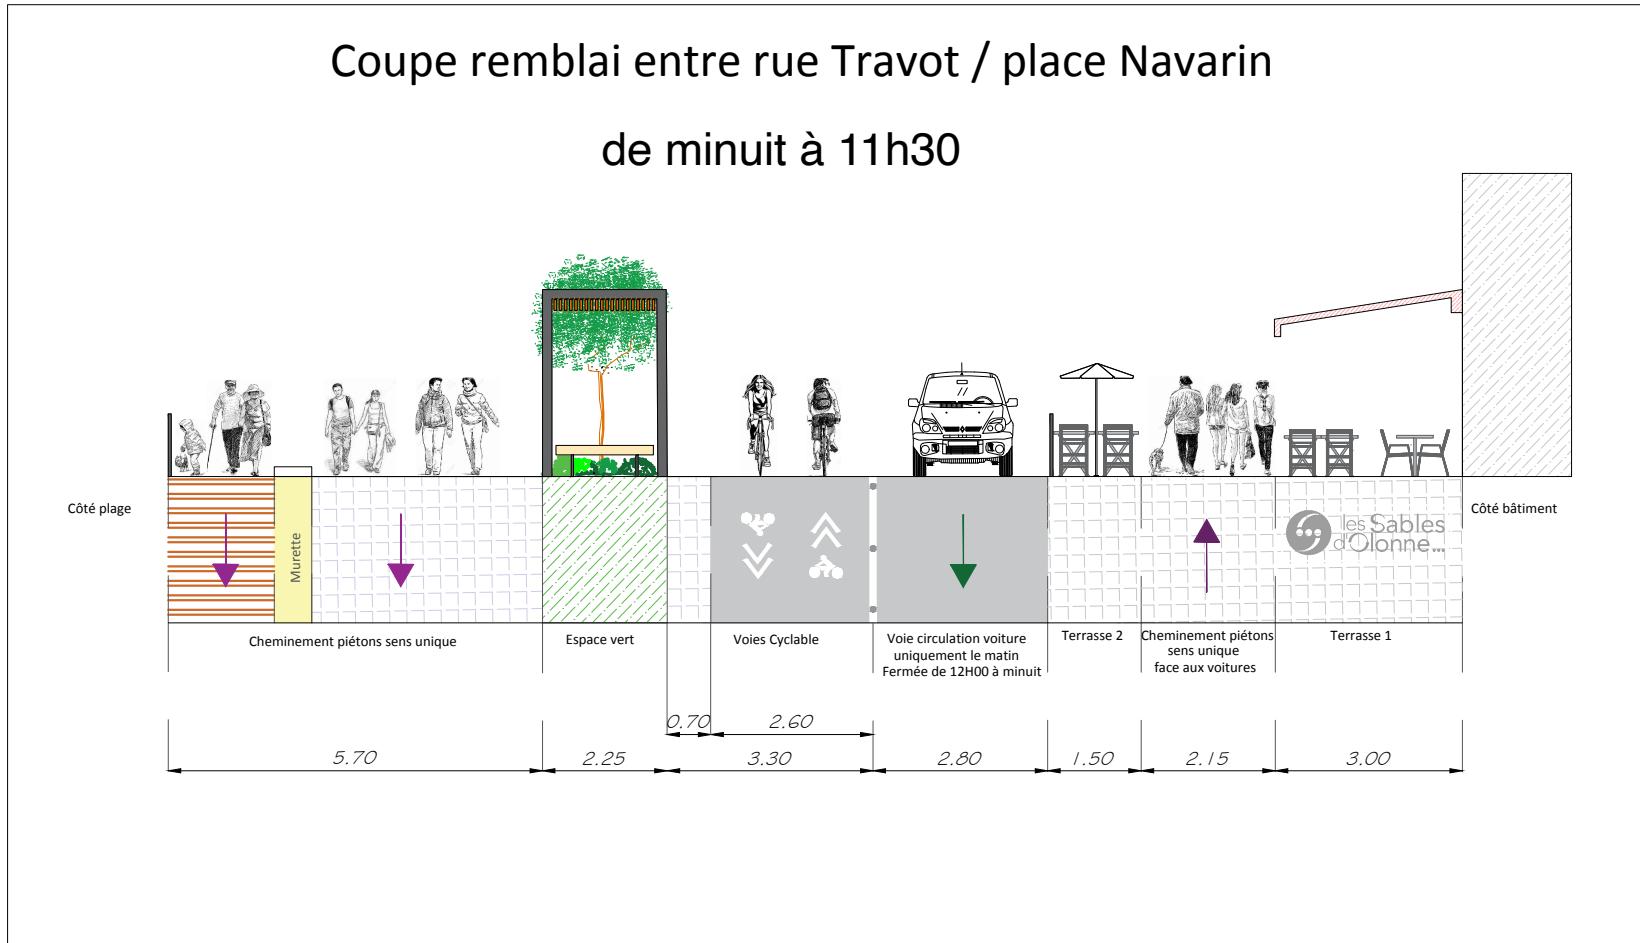 Coupe remblai entre rue Travot / place Navarin
de minuit à 11h30
Côté plage
Murette
les Sables
d'Olonne...
Côté bâtiment
Cheminement piétons sens unique
Espace vert
Voies Cyclable
Voie circulation voiture
uniquement le matin
Fermée de 12H00 à minuit
Terrasse 2
Cheminement piétons
sens unique
face aux voitures
Terrasse 1
0.70
2.60
5.70
2.25
3.30
2.80
1.50
2.15
3.00